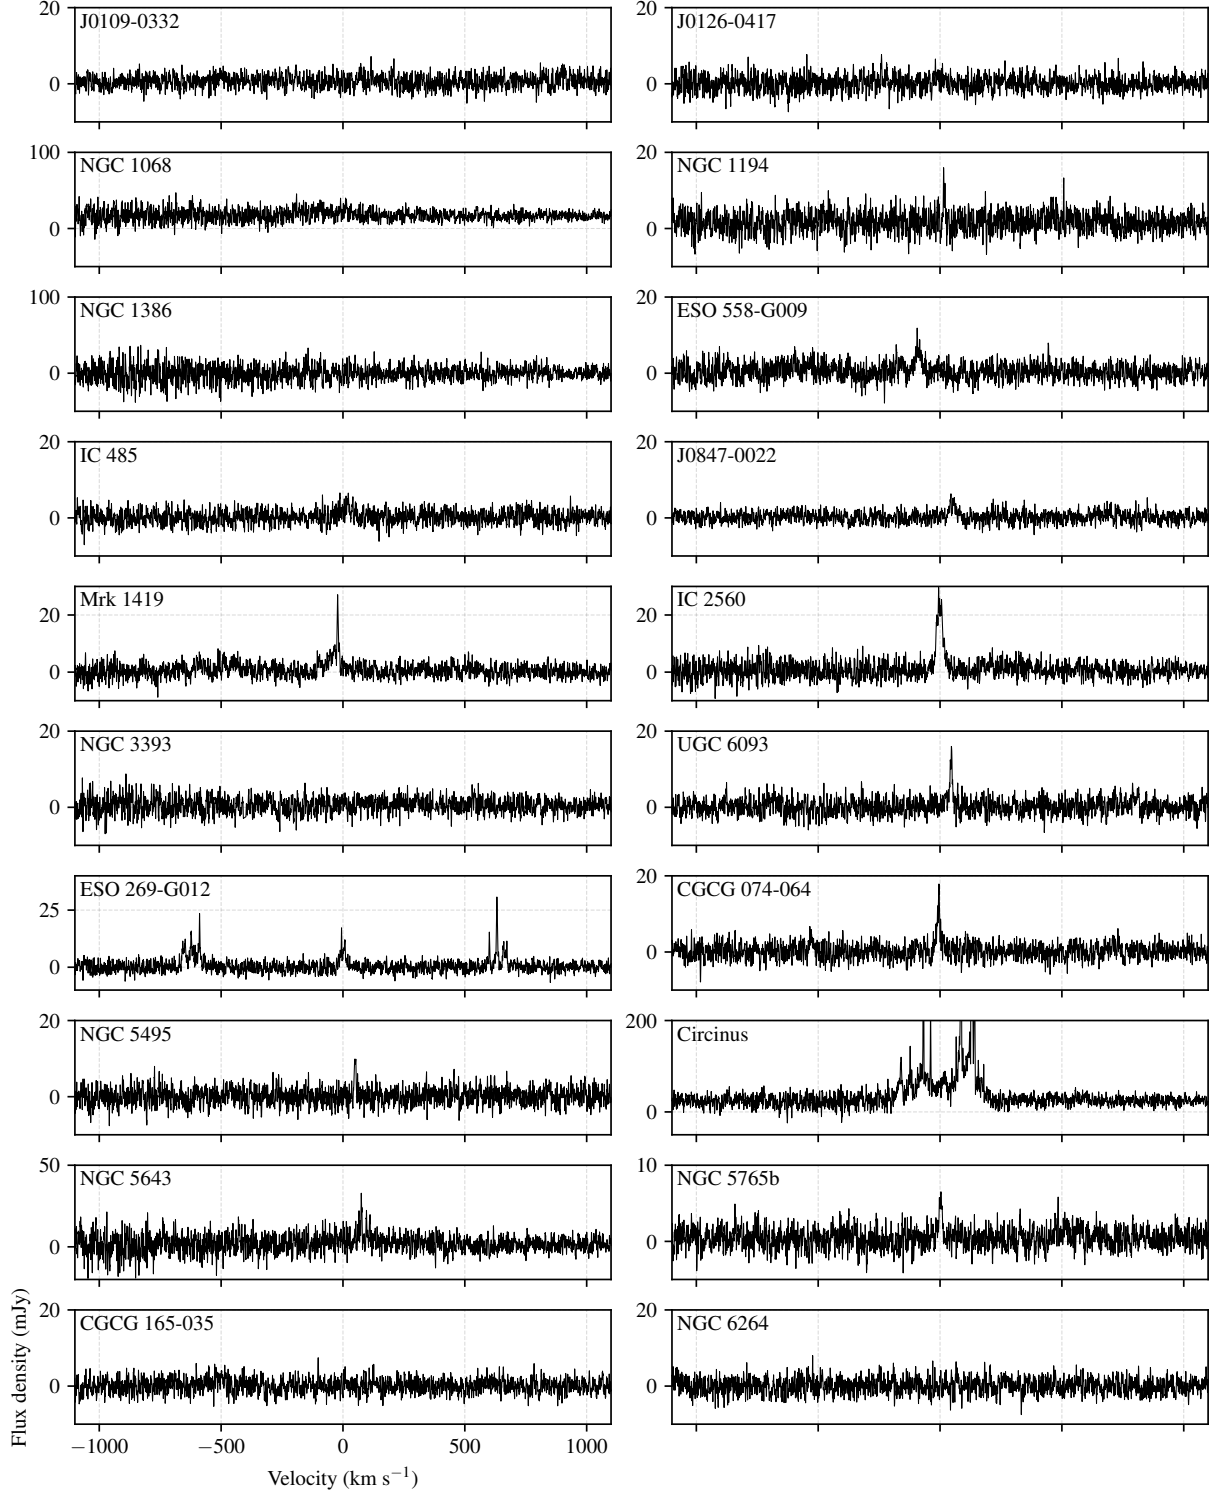 20
J0109-0332
0
20
J0126-0417
0
100
NGC 1068
0
20
NGC 1194
0
100
NGC 1386
0
20
ESO 558-G009
0
20
IC 485
0
20
J0847-0022
0
Mrk 1419
20
0
IC 2560
20
0
20
NGC 3393
0
20
UGC 6093
0
ESO 269-G012
25
0
20
CGCG 074-064
0
20
NGC 5495
0
200
Circinus
0
50
NGC 5643
0
10
NGC 5765b
0
20
CGCG 165-035
0
20
NGC 6264
0
Flux density (mJy)
−1000 −500 0 500 1000
Velocity (km s⁻¹)